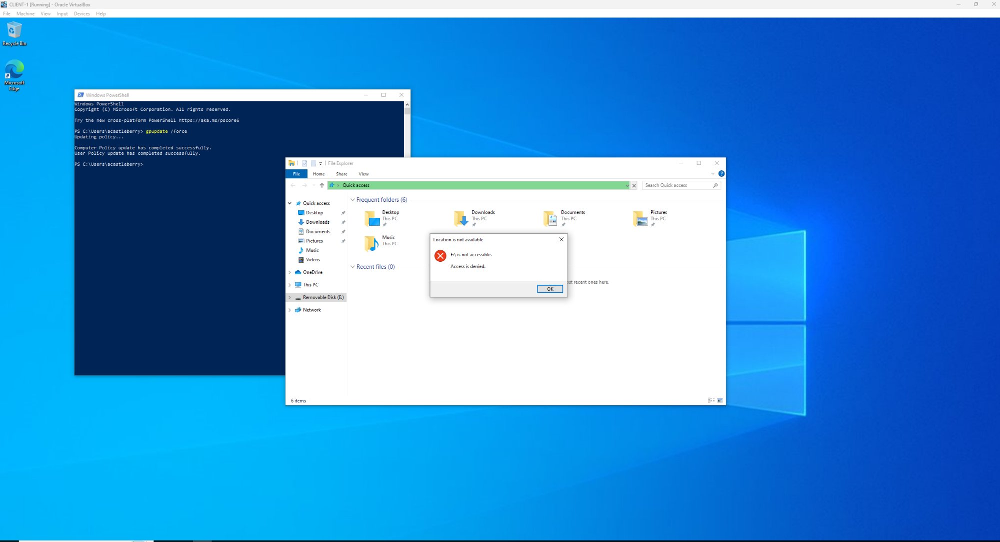 CLIENT-1 [Running] - Oracle VirtualBox
File Machine View Input Devices Help
Recycle Bin
Microsoft
Edge
Windows PowerShell
Windows PowerShell
Copyright (C) Microsoft Corporation. All rights reserved.
Try the new cross-platform PowerShell https://aka.ms/pscore6
PS C:\Users\acastleberry> gpupdate /force
Updating policy...
Computer Policy update has completed successfully.
User Policy update has completed successfully.
PS C:\Users\acastleberry>
File Explorer
File Home Share View
Quick access
Search Quick access
Quick access
Desktop
Downloads
Documents
Pictures
Music
Videos
OneDrive
This PC
Removable Disk (E:)
Network
Frequent folders (6)
Desktop
This PC
Downloads
This PC
Documents
This PC
Pictures
This PC
Music
This PC
Recent files (0)
recent ones here.
Location is not available
E:\ is not accessible.
Access is denied.
OK
6 items